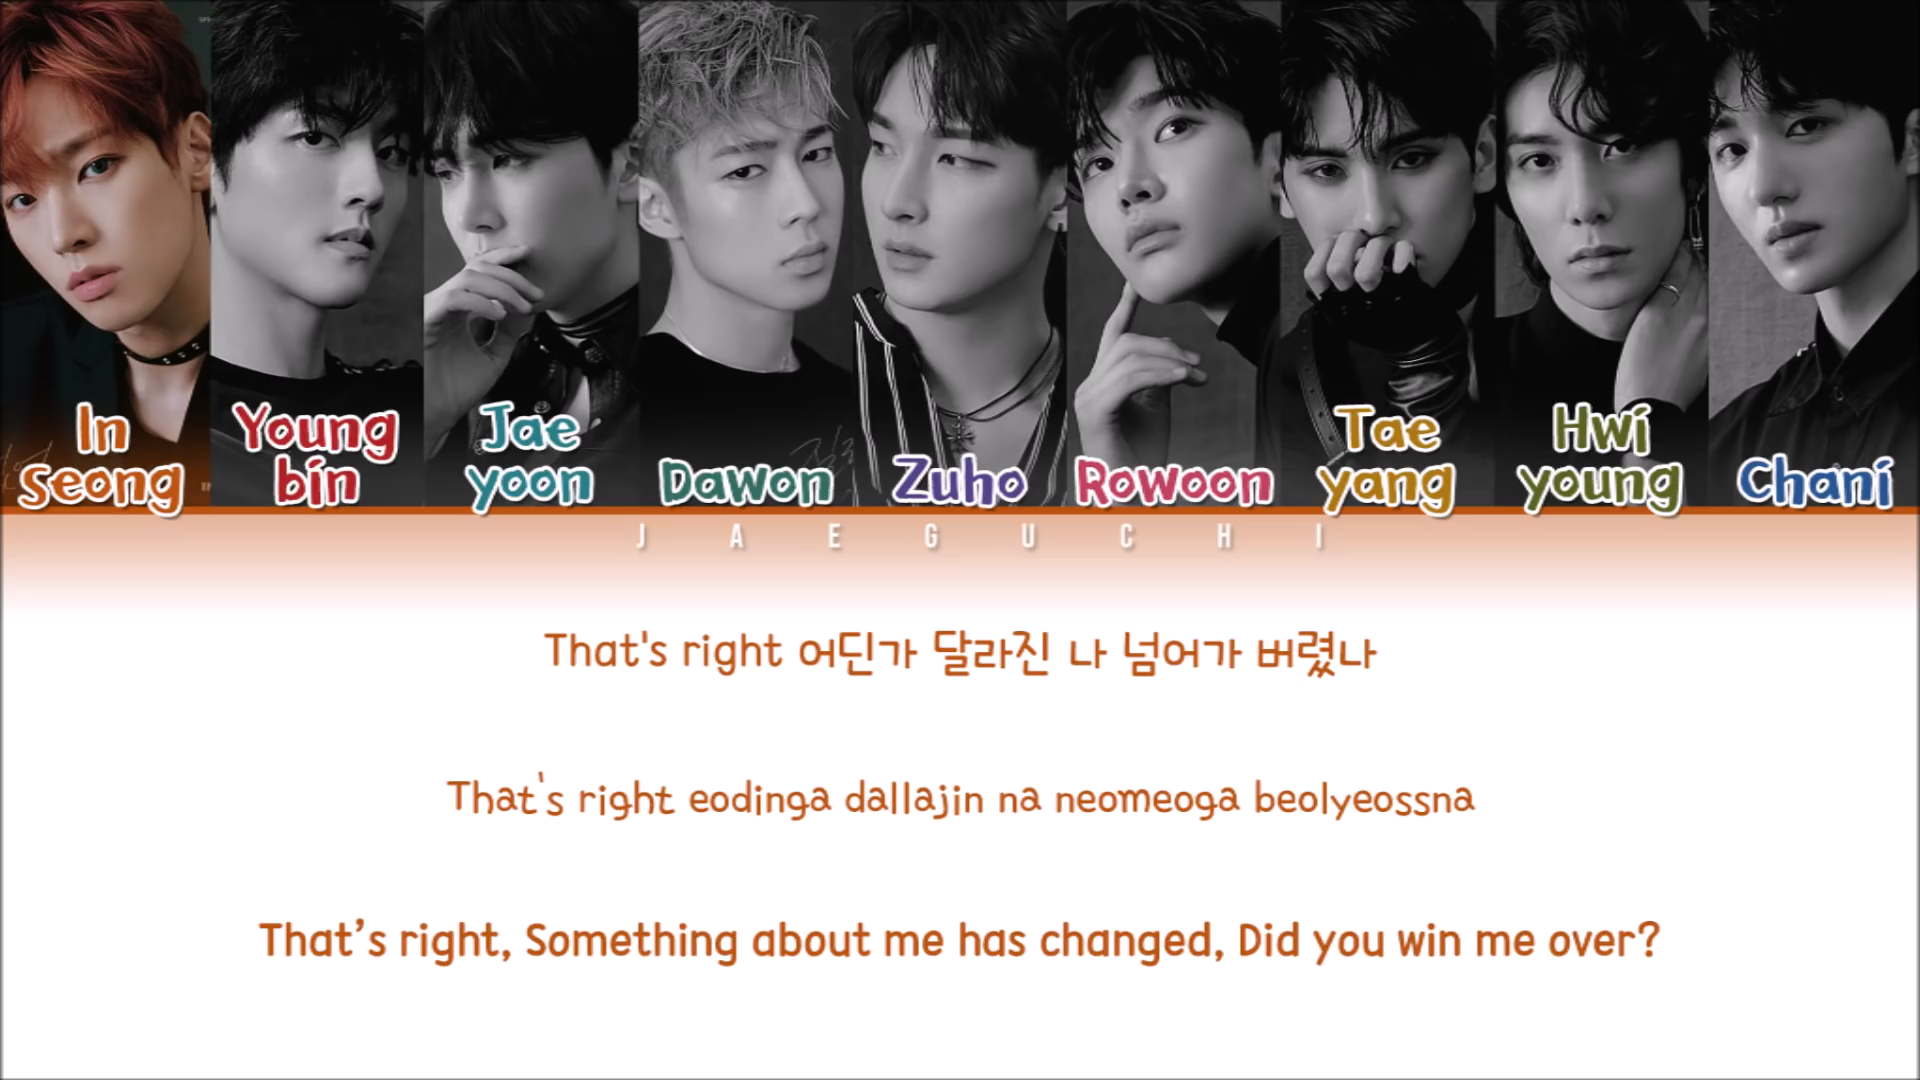 In
seong
Young
bin
Jae
yoon
Dawon
Zuho
Rowoon
Tae
yang
Hwi
young
Chani
JAEGUCHI
That's right 어딘가 달라진 나 넘어가 버렸나
That's right eodinga dallajin na neomeoga beolyeossna
That’s right, Something about me has changed, Did you win me over?